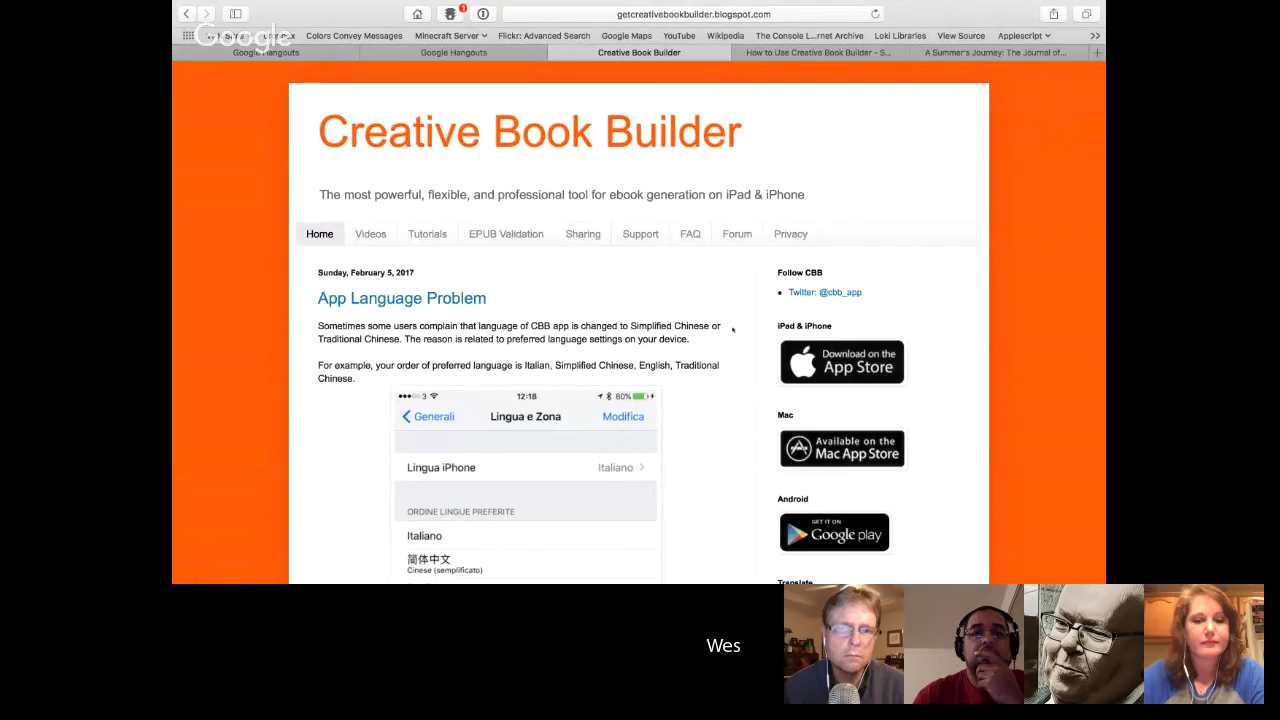 Google
1
getcreativebookbuilder.blogspot.com
Colors Convey Messages Minecraft Server Flickr: Advanced Search Google Maps YouTube Wikipedia The Console L...rnet Archive Loki Libraries View Source Applescript >>
Google Hangouts Google Hangouts Creative Book Builder How to Use Creative Book Builder - S... A Summer's Journey: The Journal of... +
Creative Book Builder
The most powerful, flexible, and professional tool for ebook generation on iPad & iPhone
Home Videos Tutorials EPUB Validation Sharing Support FAQ Forum Privacy
Sunday, February 5, 2017
App Language Problem
Sometimes some users complain that language of CBB app is changed to Simplified Chinese or
Traditional Chinese. The reason is related to preferred language settings on your device.
For example, your order of preferred language is Italian, Simplified Chinese, English, Traditional
Chinese.
3 12:18 80%
Generali Lingua e Zona Modifica
Lingua iPhone Italiano
ORDINE LINGUE PREFERITE
Italiano
简体中文
Cinese (semplificato)
Follow CBB
Twitter: @cbb_app
iPad & iPhone
Download on the
App Store
Mac
Available on the
Mac App Store
Android
GET IT ON
Google play
Translate
Wes